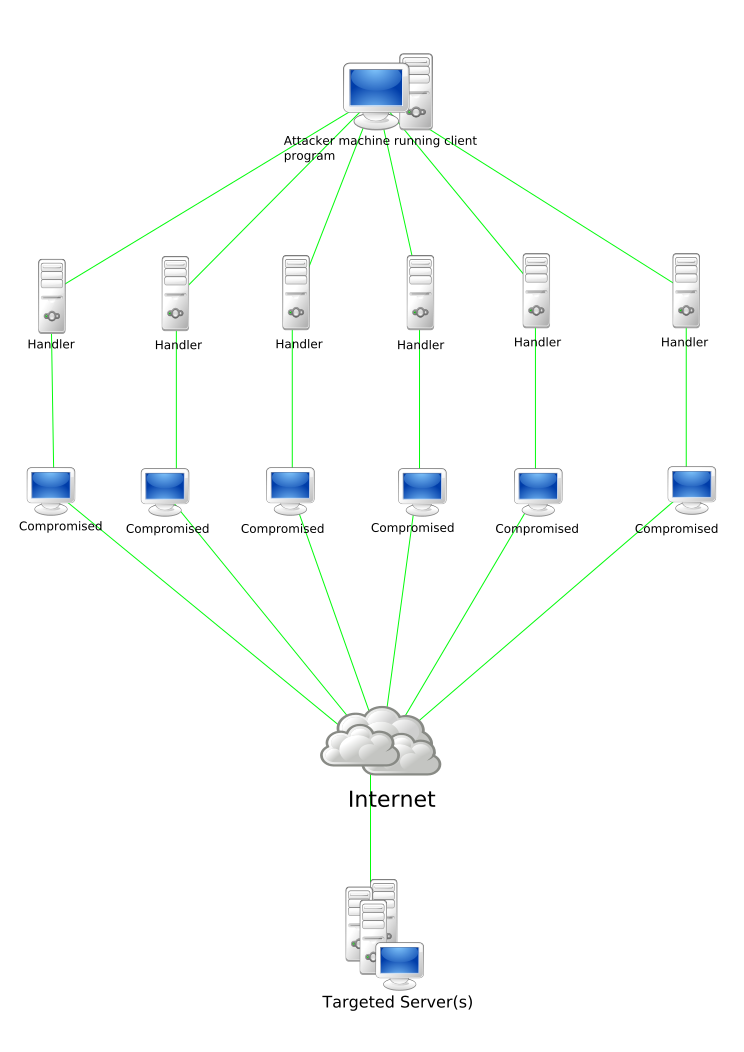 Attacker machine running client
program
Handler
Handler
Handler
Handler
Handler
Handler
Compromised
Compromised
Compromised
Compromised
Compromised
Compromised
Internet
Targeted Server(s)